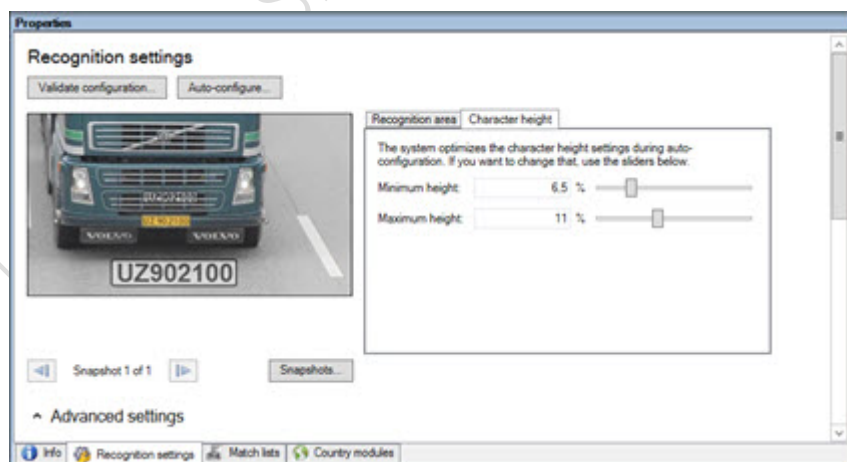 Properties
Recognition settings
Validate configuration... Auto-configure...
Recognition area Character height
The system optimizes the character height settings during auto-
configuration. If you want to change that, use the sliders below.
Minimum height: 6.5 %
Maximum height: 11 %
UZ902100
VOLVO VOLVO
UZ902100
Snapshot 1 of 1 Snapshots...
Advanced settings
Info Recognition settings Match lists Country modules